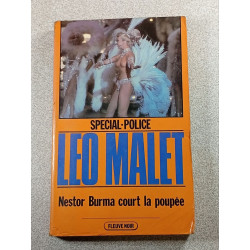 SPECIAL-POLICE
LEO MALET
Nestor Burma court la poupée
FLEUVE NOIR